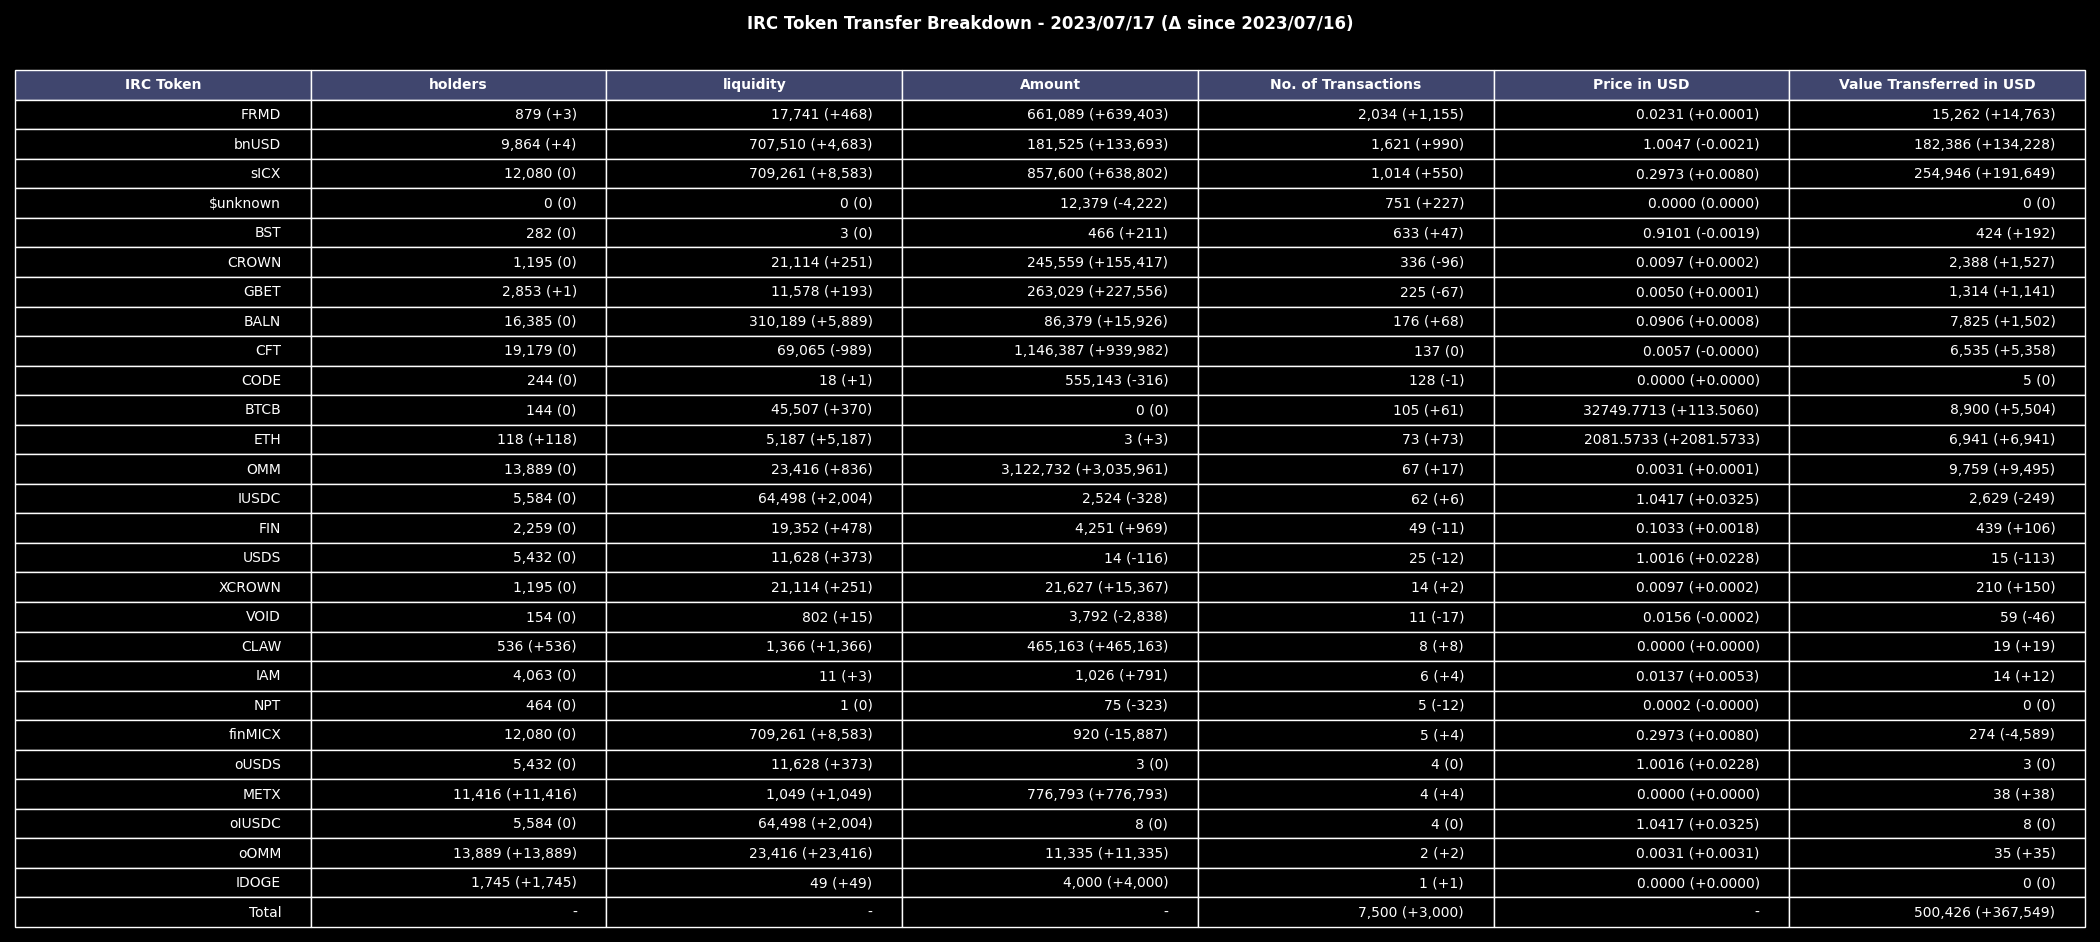 IRC Token Transfer Breakdown - 2023/07/17 (Δ since 2023/07/16)
IRC Token holders liquidity Amount No. of Transactions Price in USD Value Transferred in USD
FRMD 879 (+3) 17,741 (+468) 661,089 (+639,403) 2,034 (+1,155) 0.0231 (+0.0001) 15,262 (+14,763)
bnUSD 9,864 (+4) 707,510 (+4,683) 181,525 (+133,693) 1,621 (+990) 1.0047 (-0.0021) 182,386 (+134,228)
sICX 12,080 (0) 709,261 (+8,583) 857,600 (+638,802) 1,014 (+550) 0.2973 (+0.0080) 254,946 (+191,649)
$unknown 0 (0) 0 (0) 12,379 (-4,222) 751 (+227) 0.0000 (0.0000) 0 (0)
BST 282 (0) 3 (0) 466 (+211) 633 (+47) 0.9101 (-0.0019) 424 (+192)
CROWN 1,195 (0) 21,114 (+251) 245,559 (+155,417) 336 (-96) 0.0097 (+0.0002) 2,388 (+1,527)
GBET 2,853 (+1) 11,578 (+193) 263,029 (+227,556) 225 (-67) 0.0050 (+0.0001) 1,314 (+1,141)
BALN 16,385 (0) 310,189 (+5,889) 86,379 (+15,926) 176 (+68) 0.0906 (+0.0008) 7,825 (+1,502)
CFT 19,179 (0) 69,065 (-989) 1,146,387 (+939,982) 137 (0) 0.0057 (-0.0000) 6,535 (+5,358)
CODE 244 (0) 18 (+1) 555,143 (-316) 128 (-1) 0.0000 (+0.0000) 5 (0)
BTCB 144 (0) 45,507 (+370) 0 (0) 105 (+61) 32749.7713 (+113.5060) 8,900 (+5,504)
ETH 118 (+118) 5,187 (+5,187) 3 (+3) 73 (+73) 2081.5733 (+2081.5733) 6,941 (+6,941)
OMM 13,889 (0) 23,416 (+836) 3,122,732 (+3,035,961) 67 (+17) 0.0031 (+0.0001) 9,759 (+9,495)
IUSDC 5,584 (0) 64,498 (+2,004) 2,524 (-328) 62 (+6) 1.0417 (+0.0325) 2,629 (-249)
FIN 2,259 (0) 19,352 (+478) 4,251 (+969) 49 (-11) 0.1033 (+0.0018) 439 (+106)
USDS 5,432 (0) 11,628 (+373) 14 (-116) 25 (-12) 1.0016 (+0.0228) 15 (-113)
XCROWN 1,195 (0) 21,114 (+251) 21,627 (+15,367) 14 (+2) 0.0097 (+0.0002) 210 (+150)
VOID 154 (0) 802 (+15) 3,792 (-2,838) 11 (-17) 0.0156 (-0.0002) 59 (-46)
CLAW 536 (+536) 1,366 (+1,366) 465,163 (+465,163) 8 (+8) 0.0000 (+0.0000) 19 (+19)
IAM 4,063 (0) 11 (+3) 1,026 (+791) 6 (+4) 0.0137 (+0.0053) 14 (+12)
NPT 464 (0) 1 (0) 75 (-323) 5 (-12) 0.0002 (-0.0000) 0 (0)
finMICX 12,080 (0) 709,261 (+8,583) 920 (-15,887) 5 (+4) 0.2973 (+0.0080) 274 (-4,589)
oUSDS 5,432 (0) 11,628 (+373) 3 (0) 4 (0) 1.0016 (+0.0228) 3 (0)
METX 11,416 (+11,416) 1,049 (+1,049) 776,793 (+776,793) 4 (+4) 0.0000 (+0.0000) 38 (+38)
oIUSDC 5,584 (0) 64,498 (+2,004) 8 (0) 4 (0) 1.0417 (+0.0325) 8 (0)
oOMM 13,889 (+13,889) 23,416 (+23,416) 11,335 (+11,335) 2 (+2) 0.0031 (+0.0031) 35 (+35)
IDOGE 1,745 (+1,745) 49 (+49) 4,000 (+4,000) 1 (+1) 0.0000 (+0.0000) 0 (0)
Total - - - 7,500 (+3,000) - 500,426 (+367,549)